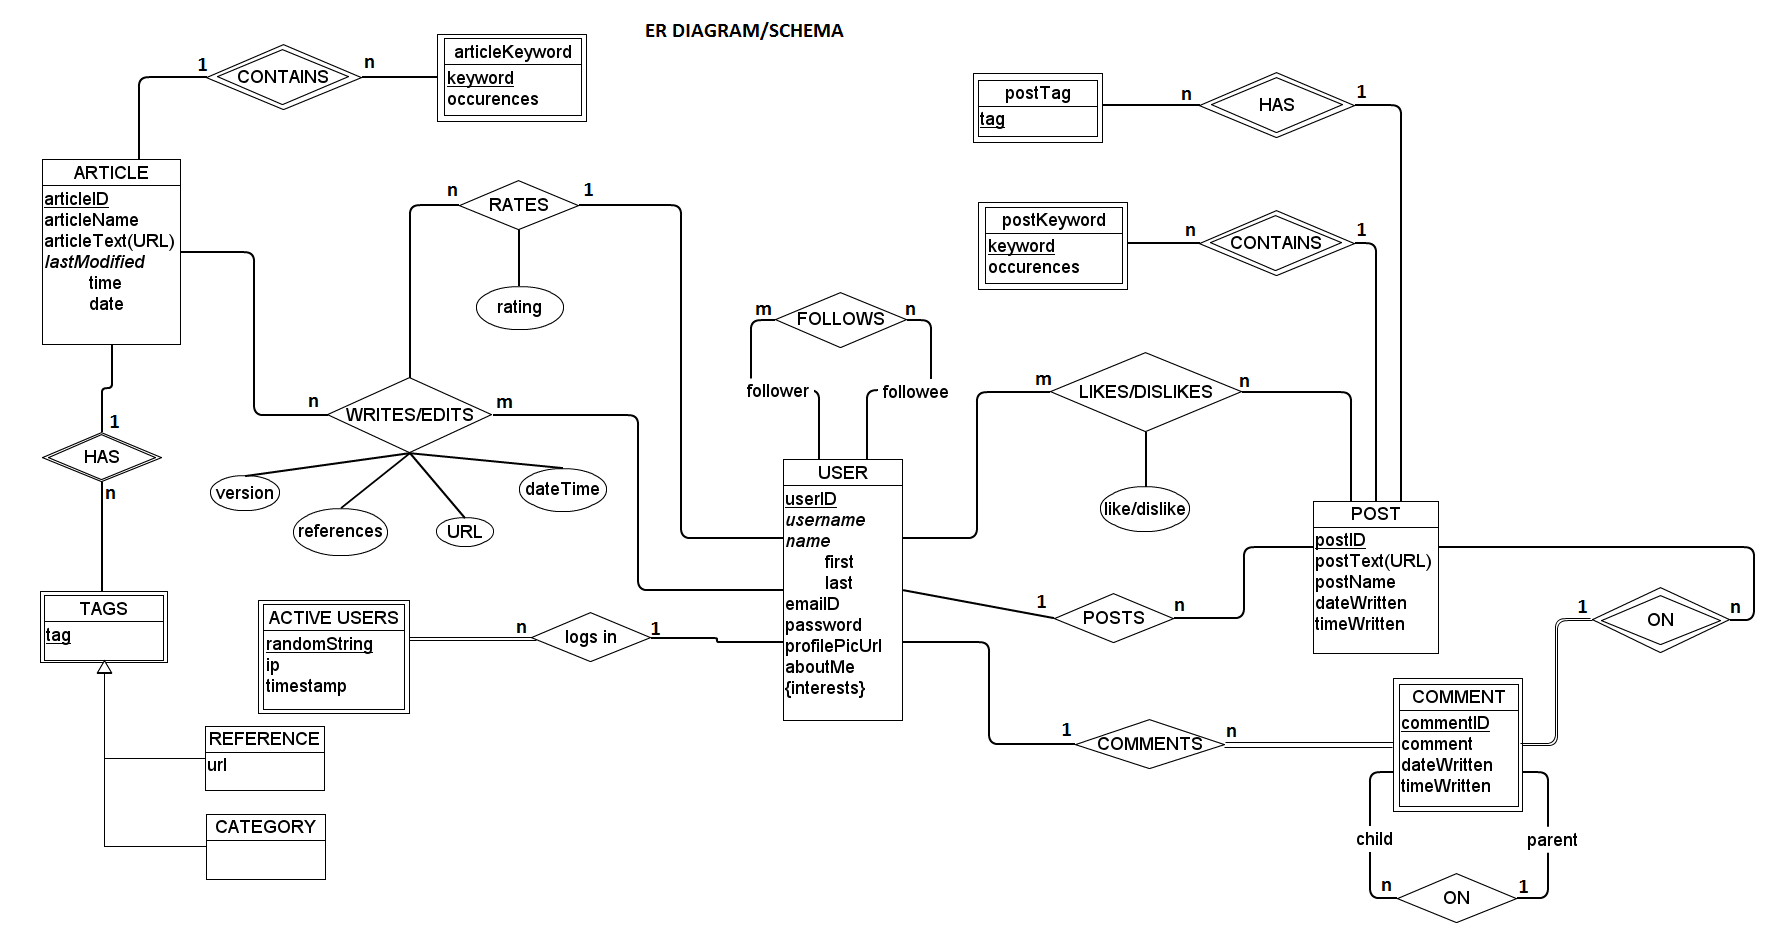 ER DIAGRAM/SCHEMA
1
CONTAINS
n
articleKeyword
keyword
occurences
ARTICLE
articleID
articleName
articleText(URL)
lastModified
time
date
n
RATES
1
rating
n
WRITES/EDITS
m
version
references
URL
dateTime
1
HAS
n
TAGS
tag
REFERENCE
url
CATEGORY
ACTIVE USERS
randomString
ip
timestamp
n
logs in
1
m
FOLLOWS
n
follower
followee
USER
userID
username
name
first
last
emailID
password
profilePicUrl
aboutMe
{interests}
postTag
tag
n
HAS
1
postKeyword
keyword
occurences
n
CONTAINS
1
m
LIKES/DISLIKES
n
like/dislike
POST
postID
postText(URL)
postName
dateWritten
timeWritten
1
POSTS
n
1
ON
n
1
COMMENTS
n
COMMENT
commentID
comment
dateWritten
timeWritten
child
parent
n
ON
1